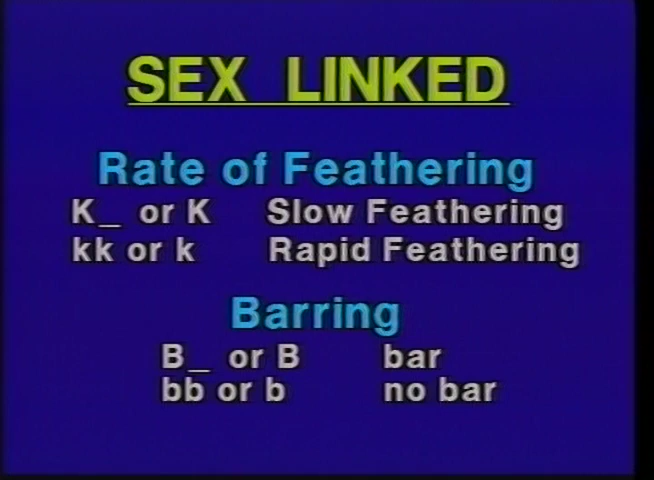 SEX LINKED
Rate of Feathering
K_ or K Slow Feathering
kk or k Rapid Feathering
Barring
B_ or B bar
bb or b no bar